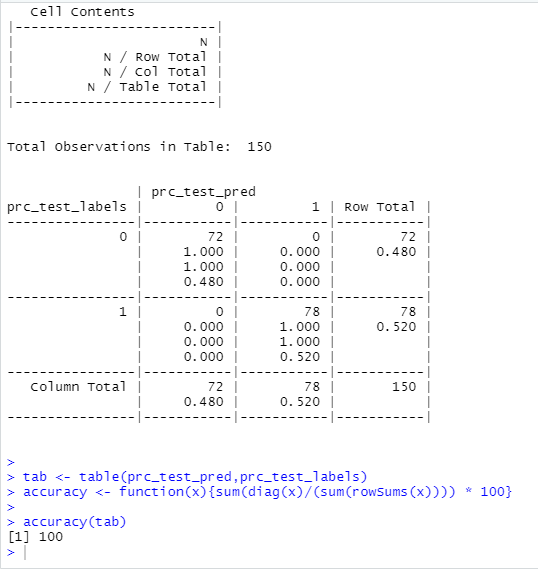 Cell Contents
|-------------------------|
|                       N |
|           N / Row Total |
|           N / Col Total |
|         N / Table Total |
|-------------------------|
Total Observations in Table:  150
                | prc_test_pred
prc_test_labels |         0 |         1 | Row Total |
----------------|-----------|-----------|-----------|
              0 |        72 |         0 |        72 |
                |     1.000 |     0.000 |     0.480 |
                |     1.000 |     0.000 |           |
                |     0.480 |     0.000 |           |
----------------|-----------|-----------|-----------|
              1 |         0 |        78 |        78 |
                |     0.000 |     1.000 |     0.520 |
                |     0.000 |     1.000 |           |
                |     0.000 |     0.520 |           |
----------------|-----------|-----------|-----------|
   Column Total |        72 |        78 |       150 |
                |     0.480 |     0.520 |           |
----------------|-----------|-----------|-----------|
>
> tab <- table(prc_test_pred,prc_test_labels)
> accuracy <- function(x){sum(diag(x)/(sum(rowSums(x)))) * 100}
>
> accuracy(tab)
[1] 100
>